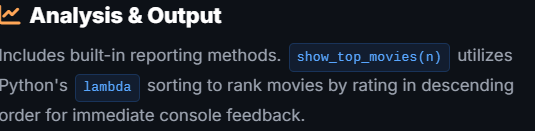 Analysis & Output
Includes built-in reporting methods. show_top_movies(n) utilizes
Python's lambda sorting to rank movies by rating in descending
order for immediate console feedback.